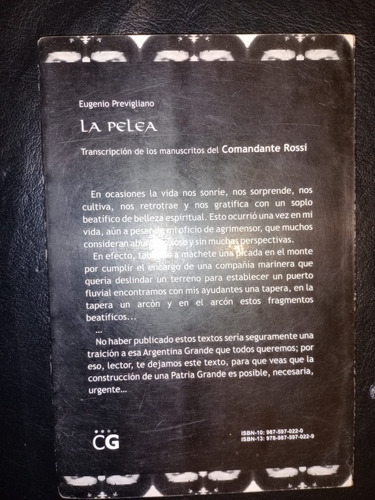 Eugenio Previgliano
LA PELEA
Transcripción de los manuscritos del Comandante Rossi
En ocasiones la vida nos sonríe, nos sorprende, nos
cultiva, nos retrotrae y nos gratifica con un soplo
beatífico de belleza espiritual. Esto ocurrió una vez en mi
vida, aún a pesar de mi oficio de agrimensor, que muchos
consideran y sin muchas perspectivas.
En efecto, a machete una picada en el monte
por cumplir el encargo de una compañía marinera que
quería deslindar un terreno para establecer un puerto
fluvial encontramos con mis ayudantes una tapera, en la
tapera un arcón y en el arcón estos fragmentos
beatíficos...
...
No haber publicado estos textos sería seguramente una
traición a esa Argentina Grande que todos queremos; por
eso, lector, te dejamos este texto, para que veas que la
construcción de una Patria Grande es posible, necesaria,
urgente...
CG
ISBN-10: 987-597-022-0
ISBN-13: 978-987-597-022-9